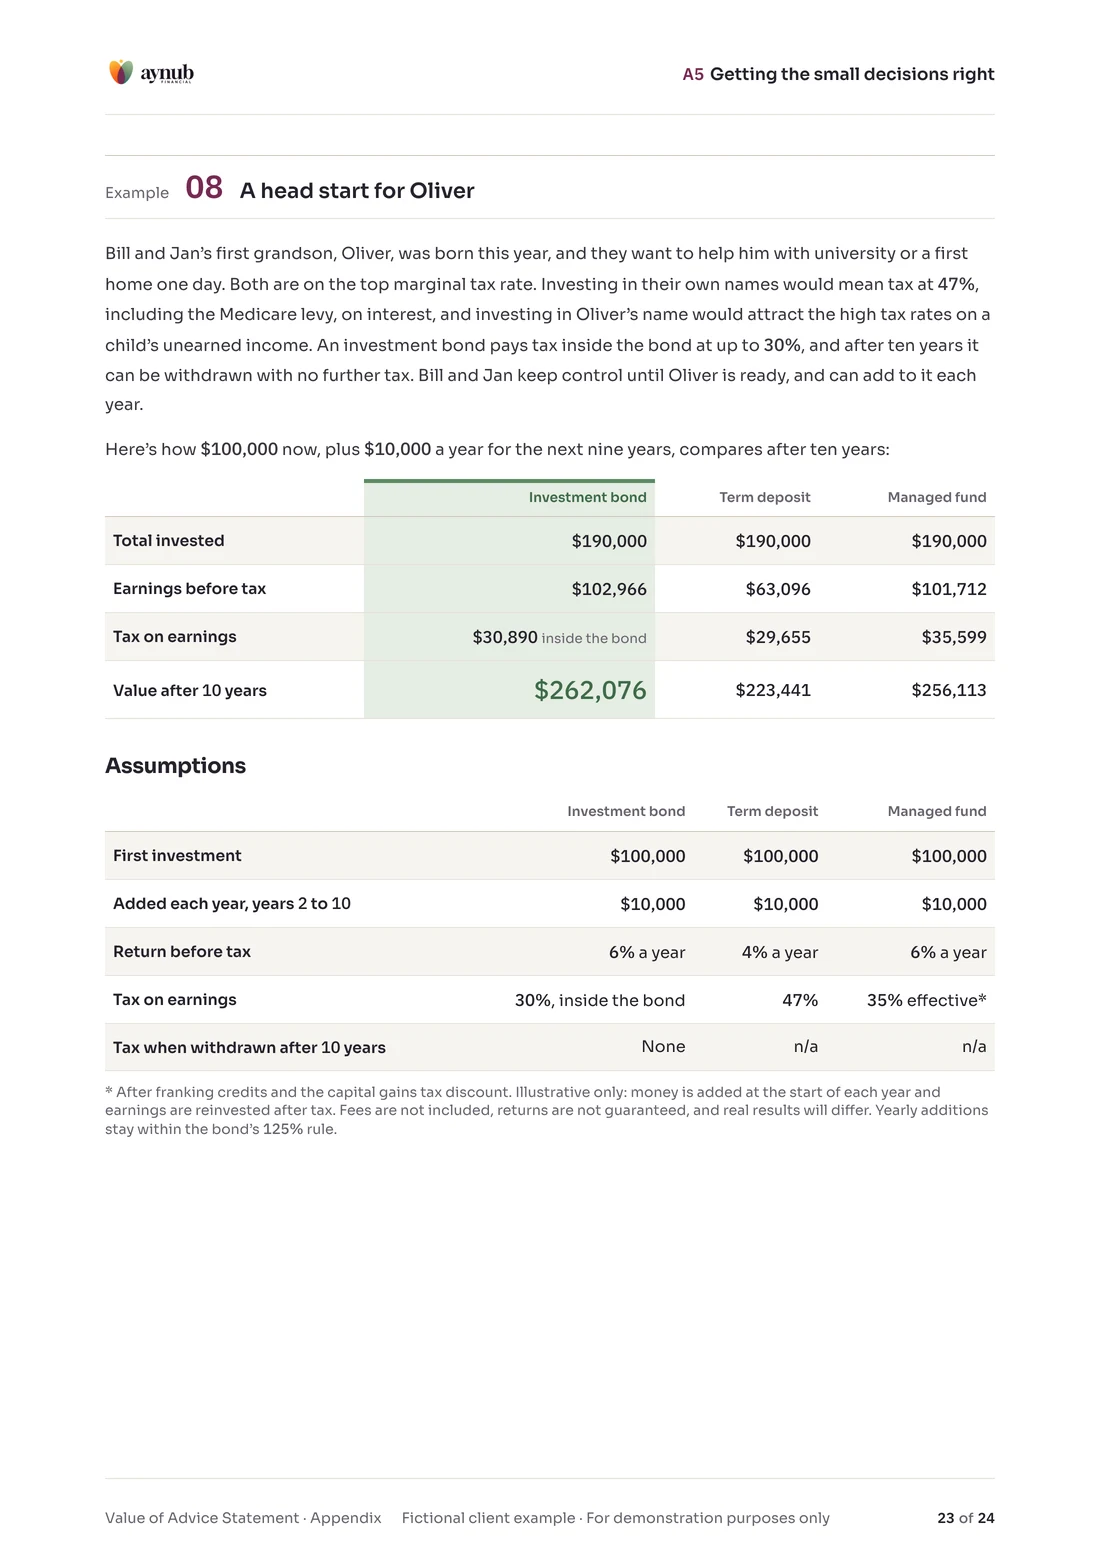 aynub
FINANCIAL
A5 Getting the small decisions right
Example 08 A head start for Oliver
Bill and Jan’s first grandson, Oliver, was born this year, and they want to help him with university or a first
home one day. Both are on the top marginal tax rate. Investing in their own names would mean tax at 47%,
including the Medicare levy, on interest, and investing in Oliver’s name would attract the high tax rates on a
child’s unearned income. An investment bond pays tax inside the bond at up to 30%, and after ten years it
can be withdrawn with no further tax. Bill and Jan keep control until Oliver is ready, and can add to it each
year.
Here’s how $100,000 now, plus $10,000 a year for the next nine years, compares after ten years:
Investment bond Term deposit Managed fund
Total invested $190,000 $190,000 $190,000
Earnings before tax $102,966 $63,096 $101,712
Tax on earnings $30,890 inside the bond $29,655 $35,599
Value after 10 years $262,076 $223,441 $256,113
Assumptions
Investment bond Term deposit Managed fund
First investment $100,000 $100,000 $100,000
Added each year, years 2 to 10 $10,000 $10,000 $10,000
Return before tax 6% a year 4% a year 6% a year
Tax on earnings 30%, inside the bond 47% 35% effective*
Tax when withdrawn after 10 years None n/a n/a
* After franking credits and the capital gains tax discount. Illustrative only: money is added at the start of each year and
earnings are reinvested after tax. Fees are not included, returns are not guaranteed, and real results will differ. Yearly additions
stay within the bond’s 125% rule.
Value of Advice Statement · Appendix Fictional client example · For demonstration purposes only 23 of 24